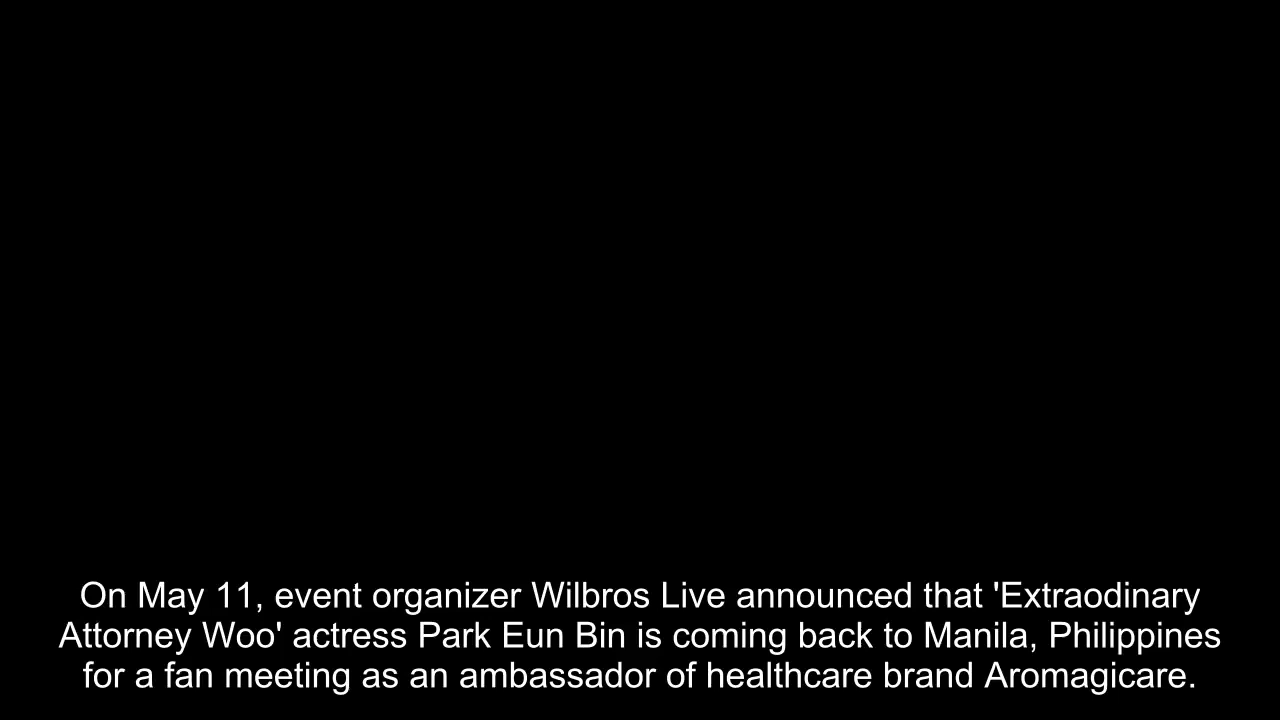 On May 11, event organizer Wilbros Live announced that 'Extraodinary
Attorney Woo' actress Park Eun Bin is coming back to Manila, Philippines
for a fan meeting as an ambassador of healthcare brand Aromagicare.